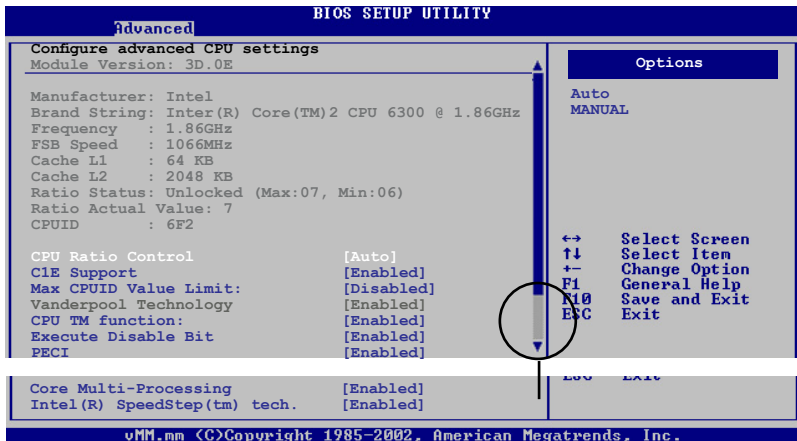 BIOS SETUP UTILITY
Advanced
Configure advanced CPU settings
Module Version: 3D.0E
Manufacturer: Intel
Brand String: Inter(R) Core(TM)2 CPU 6300 @ 1.86GHz
Frequency : 1.86GHz
FSB Speed : 1066MHz
Cache L1 : 64 KB
Cache L2 : 2048 KB
Ratio Status: Unlocked (Max:07, Min:06)
Ratio Actual Value: 7
CPUID : 6F2
CPU Ratio Control [Auto]
C1E Support [Enabled]
Max CPUID Value Limit: [Disabled]
Vanderpool Technology [Enabled]
CPU TM function: [Enabled]
Execute Disable Bit [Enabled]
PECI [Enabled]
Core Multi-Processing [Enabled]
Intel(R) SpeedStep(tm) tech. [Enabled]
Options
Auto
MANUAL
←→ Select Screen
↑↓ Select Item
+- Change Option
F1 General Help
F10 Save and Exit
ESC Exit
ESC Exit
vMM.mm (C)Copyright 1985-2002, American Megatrends, Inc.